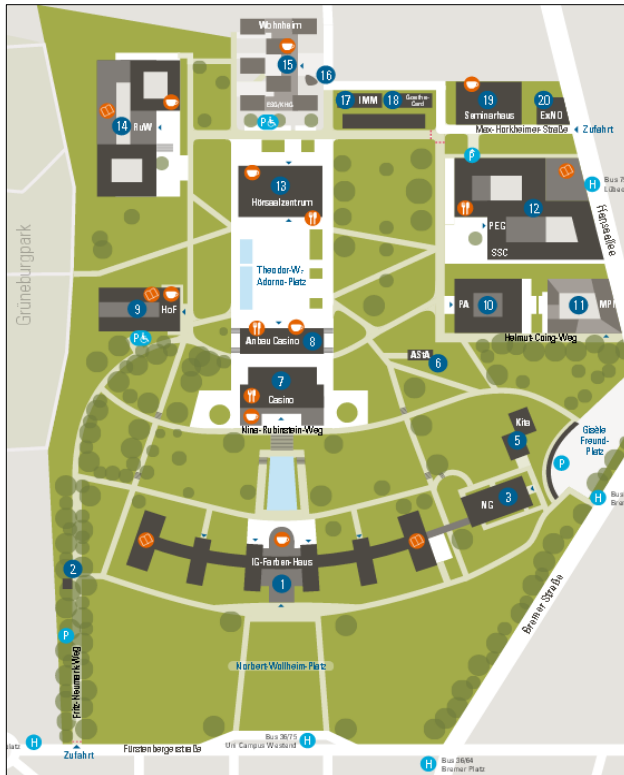 Wohnheim
15
16
ESG/KHG
P
17 IMM
18 Goethe-
Card
19
Seminarhaus
20
ExNO
Max-Horkheimer-Straße
Zufahrt
14 RuW
P
13
Hörsaalzentrum
12
H
Bus 75
PEG
SSC
Hansaallee
Grüneburgpark
Theodor-W.-
Adorno-Platz
9
HoF
P
PA
10
11
Helmut-Coing-Weg
Anbau Casino
8
AStA
6
7
Casino
Nina-Rubinstein-Weg
Kita
5
Gisèle
Freund-
Platz
P
3
NG
H
Bus
IG-Farben-Haus
1
2
P
Fritz-Neumark-Weg
Bremer Straße
Norbert-Wollheim-Platz
platz
H
Zufahrt
Fürstenbergerstraße
Bus 36/75
Uni Campus Westend
H
H
Bus 36/64
Bremer Platz